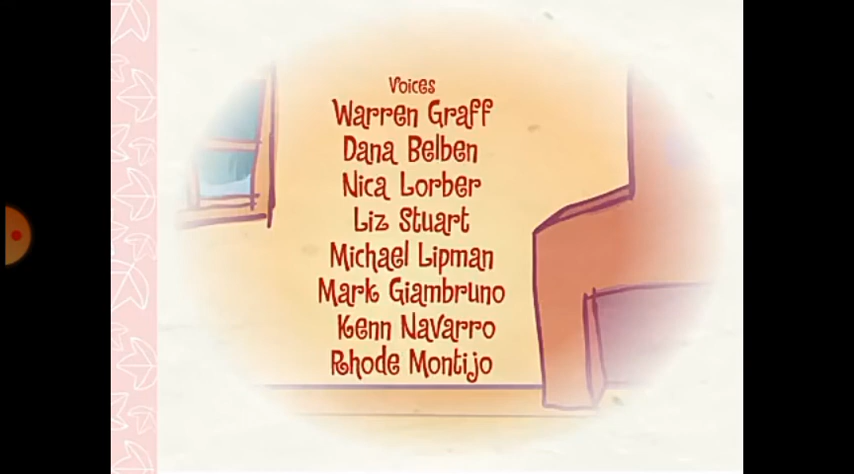 Voices
Warren Graff
Dana Belben
Nica Lorber
Liz Stuart
Michael Lipman
Mark Giambruno
Kenn Navarro
Rhode Montijo